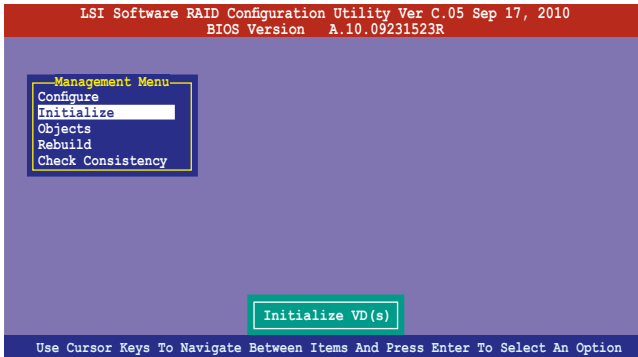 LSI Software RAID Configuration Utility Ver C.05 Sep 17, 2010
BIOS Version A.10.09231523R
Management Menu
Configure
Initialize
Objects
Rebuild
Check Consistency
Initialize VD(s)
Use Cursor Keys To Navigate Between Items And Press Enter To Select An Option